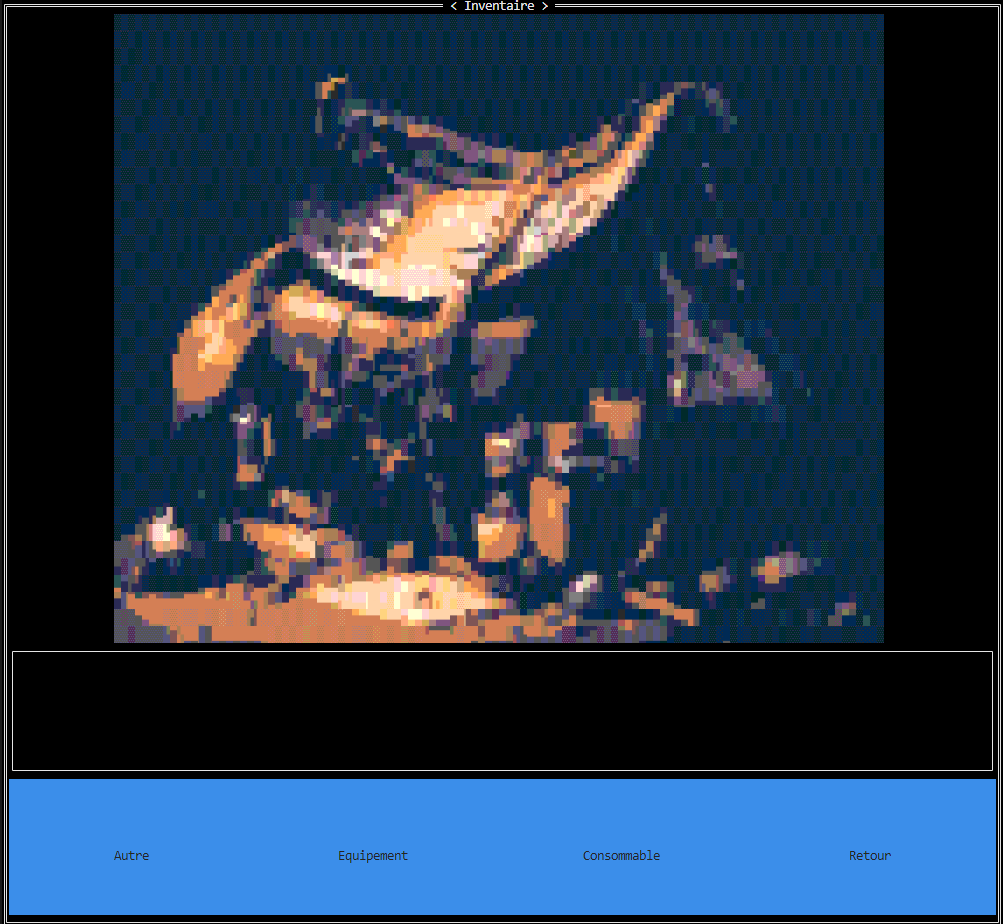 < Inventaire >
Autre Equipement Consommable Retour